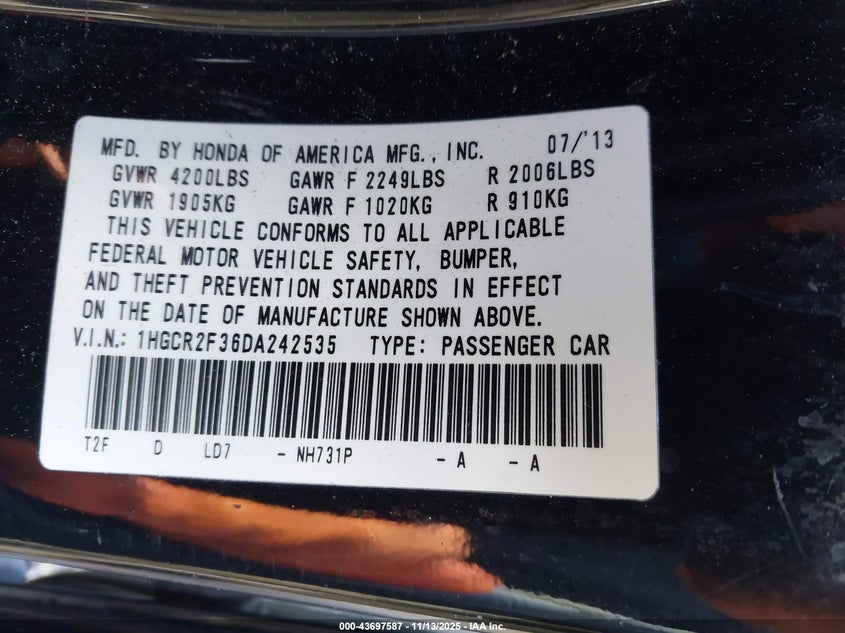 MFD. BY HONDA OF AMERICA MFG., INC. 07/'13
GVWR 4200LBS GAWR F 2249LBS R 2006LBS
GVWR 1905KG GAWR F 1020KG R 910KG
THIS VEHICLE CONFORMS TO ALL APPLICABLE
FEDERAL MOTOR VEHICLE SAFETY, BUMPER,
AND THEFT PREVENTION STANDARDS IN EFFECT
ON THE DATE OF MANUFACTURE SHOWN ABOVE.
V.I.N.: 1HGCR2F36DA242535 TYPE: PASSENGER CAR
T2F D LD7 - NH731P - A - A
000-43697587 - 11/13/2025 - IAA Inc.